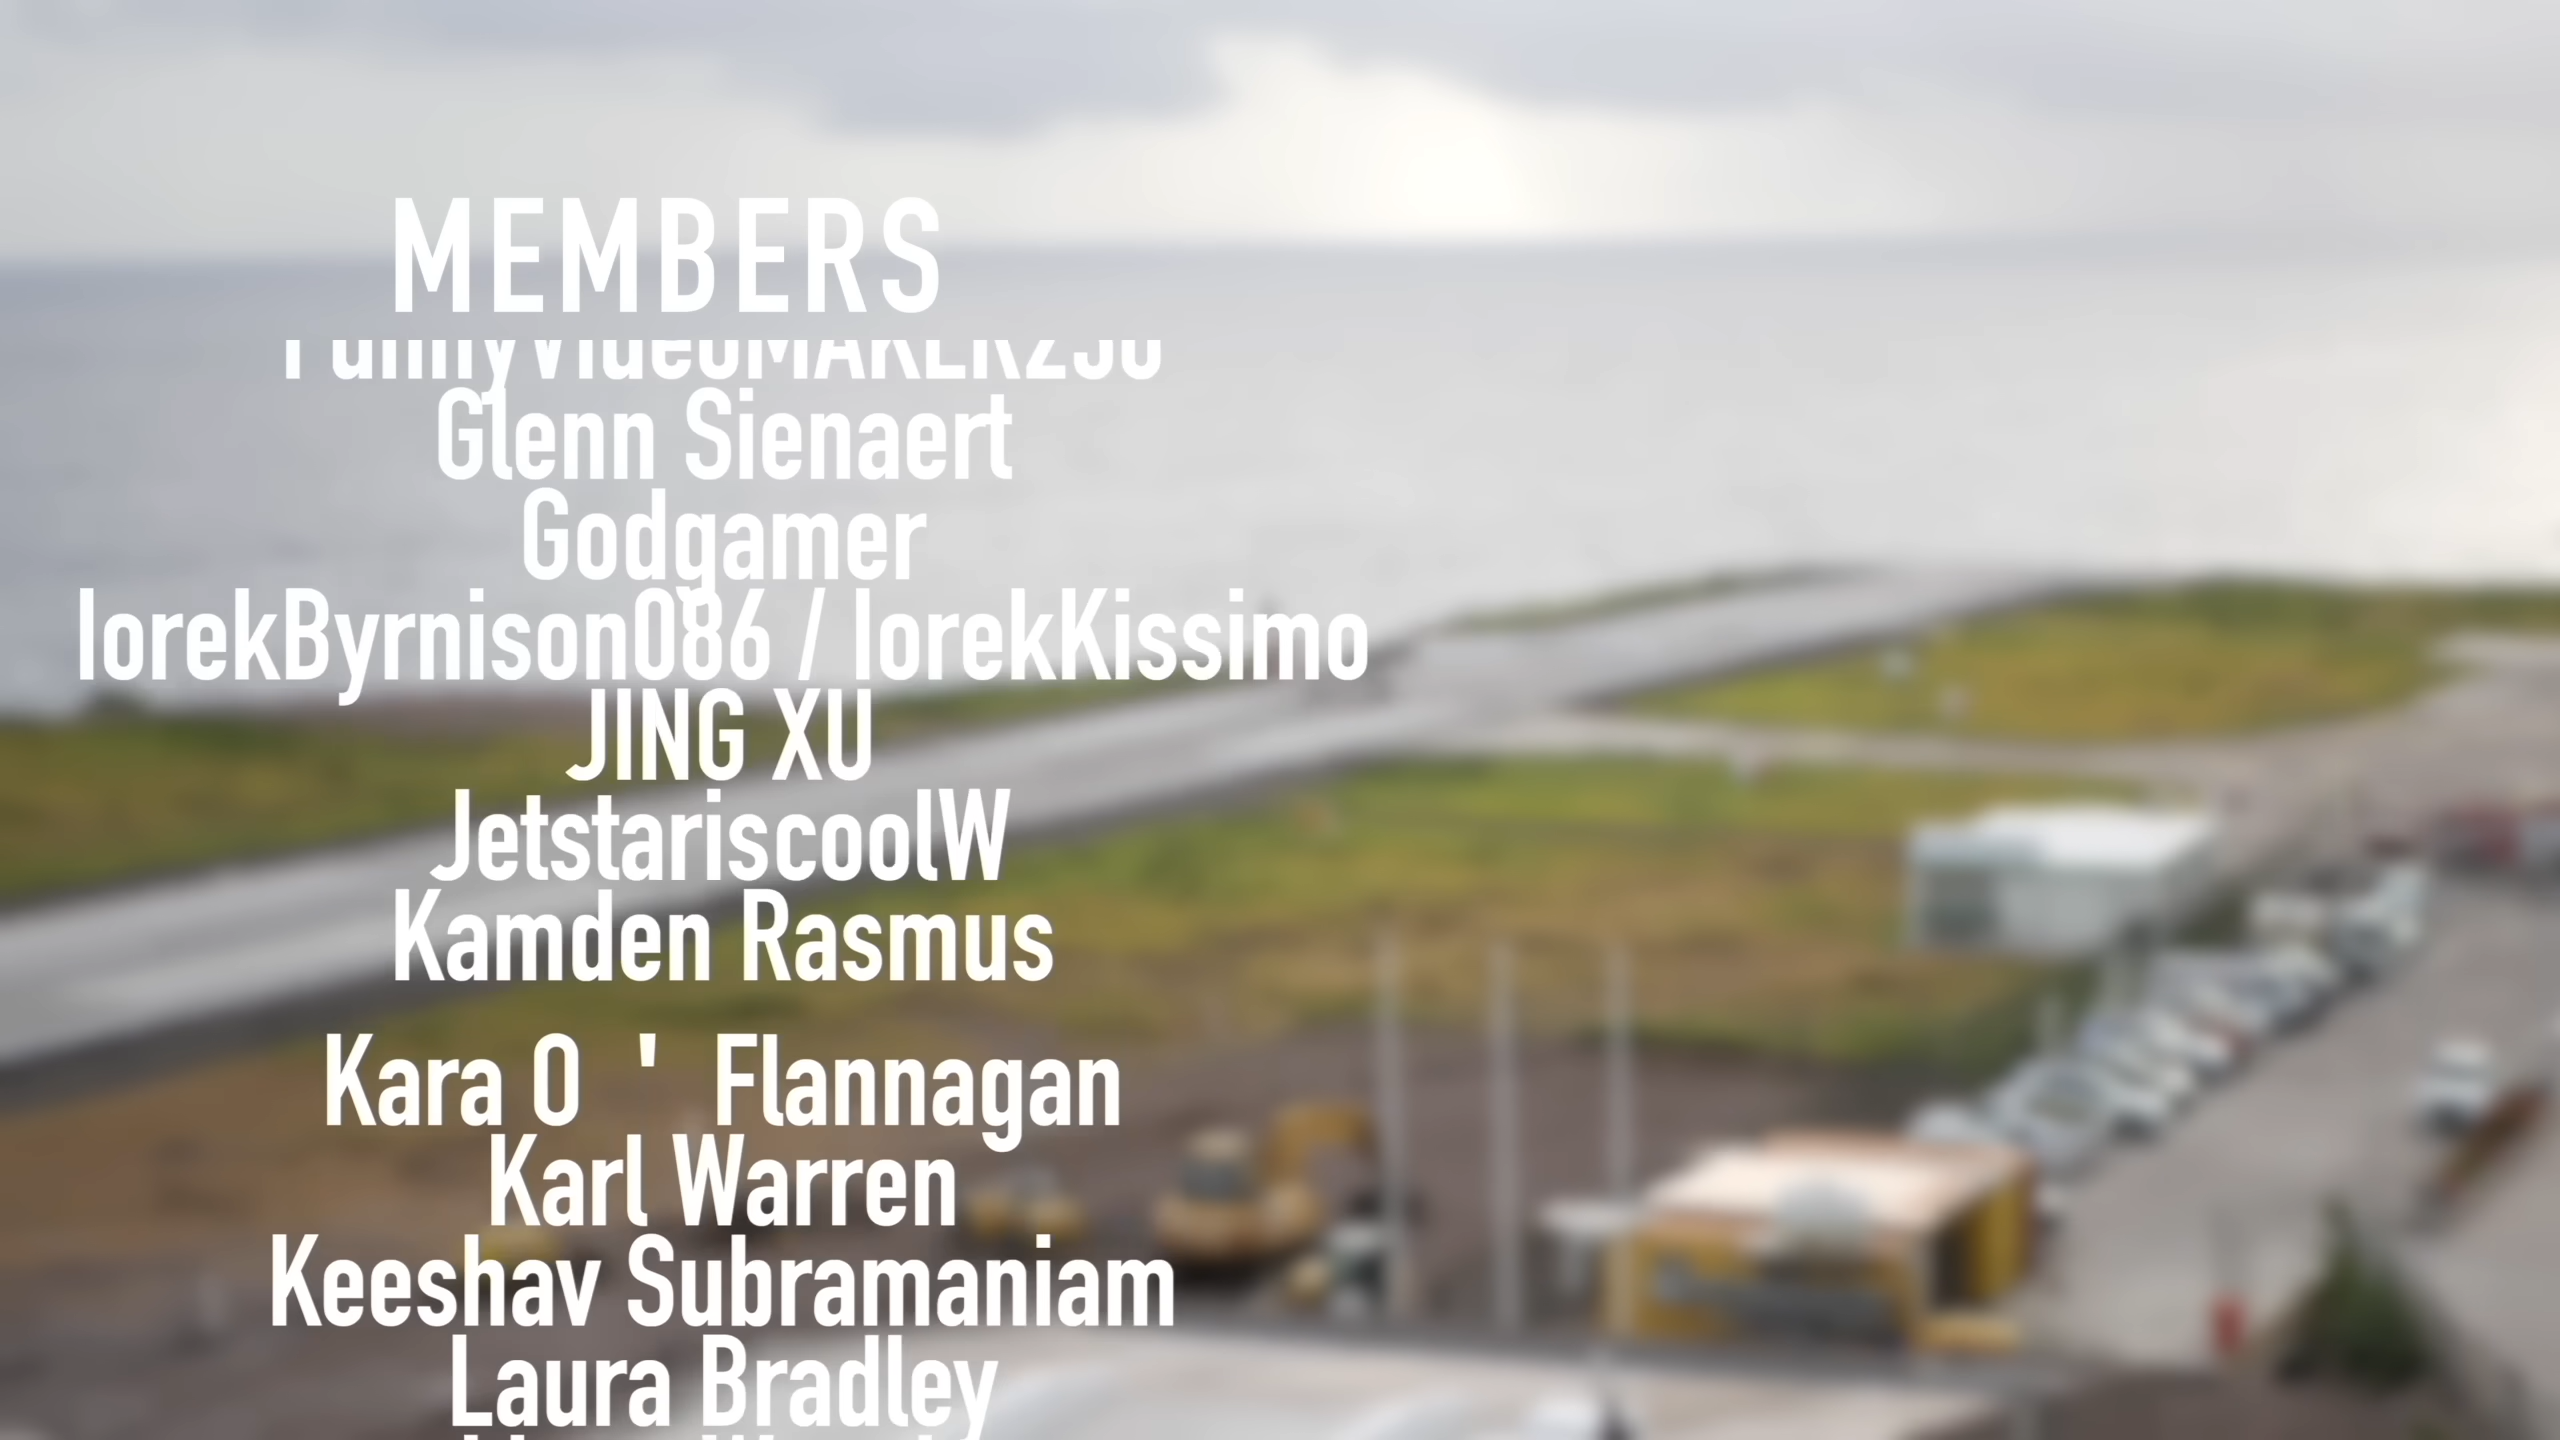 MEMBERS
Glenn Sienaert
Godgamer
IorekByrnison086 / IorekKissimo
JING XU
JetstariscoolW
Kamden Rasmus
Kara O ' Flannagan
Karl Warren
Keeshav Subramaniam
Laura Bradley